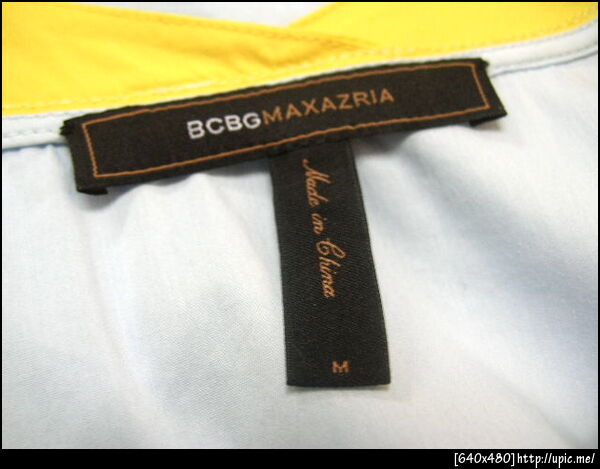 BCBGMAXAZRIA
Made in China
M
[640x480]http://upic.me/